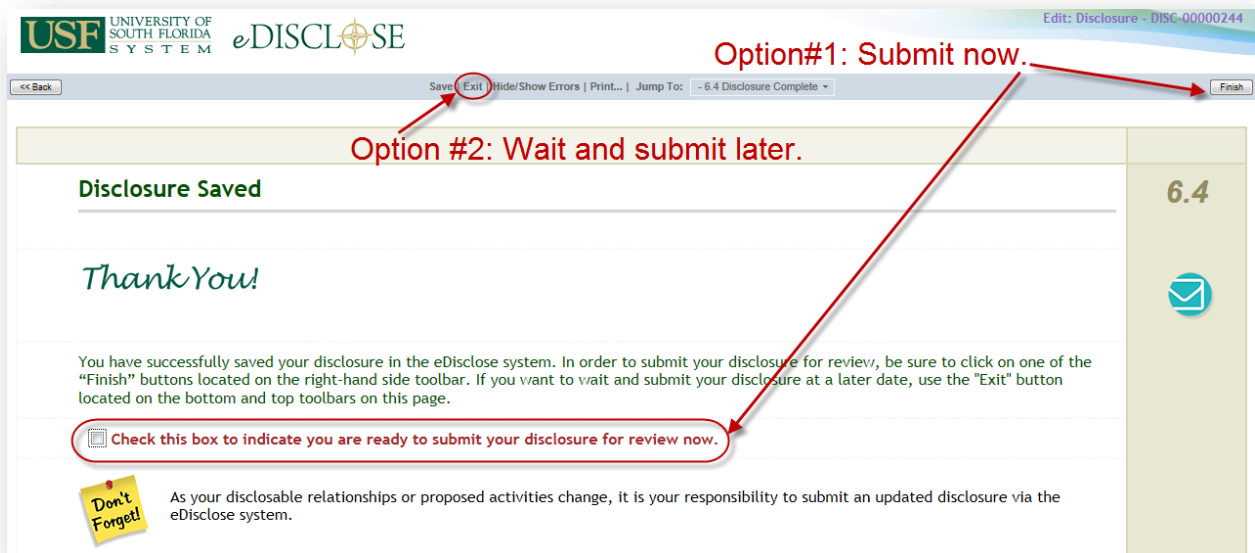 USF UNIVERSITY OF
SOUTH FLORIDA
SYSTEM
eDISCLOSE
Edit: Disclosure - DISC-00000244
Option#1: Submit now.
<< Back
Save | Exit | Hide/Show Errors | Print... | Jump To: - 6.4 Disclosure Complete
Finish
Option #2: Wait and submit later.
Disclosure Saved
6.4
Thank You!
You have successfully saved your disclosure in the eDisclose system. In order to submit your disclosure for review, be sure to click on one of the
“Finish” buttons located on the right-hand side toolbar. If you want to wait and submit your disclosure at a later date, use the "Exit" button
located on the bottom and top toolbars on this page.
Check this box to indicate you are ready to submit your disclosure for review now.
Don't
Forget!
As your disclosable relationships or proposed activities change, it is your responsibility to submit an updated disclosure via the
eDisclose system.